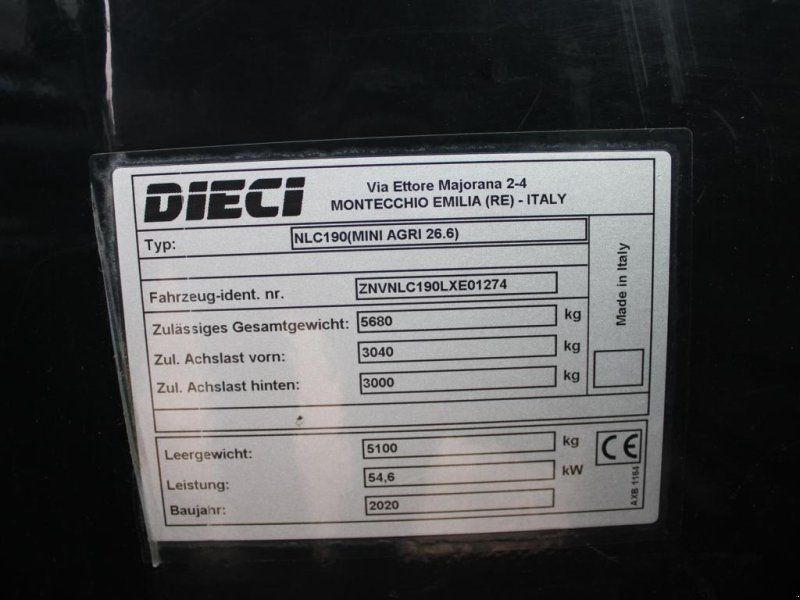 DIECI
Via Ettore Majorana 2-4
MONTECCHIO EMILIA (RE) - ITALY
Typ: NLC190(MINI AGRI 26.6)
Fahrzeug-ident. nr. ZNVNLC190LXE01274
Zulässiges Gesamtgewicht: 5680 kg
Zul. Achslast vorn: 3040 kg
Zul. Achslast hinten: 3000 kg
Made in Italy
Leergewicht: 5100 kg
Leistung: 54,6 kW
Baujahr: 2020
CE
AXB 1164